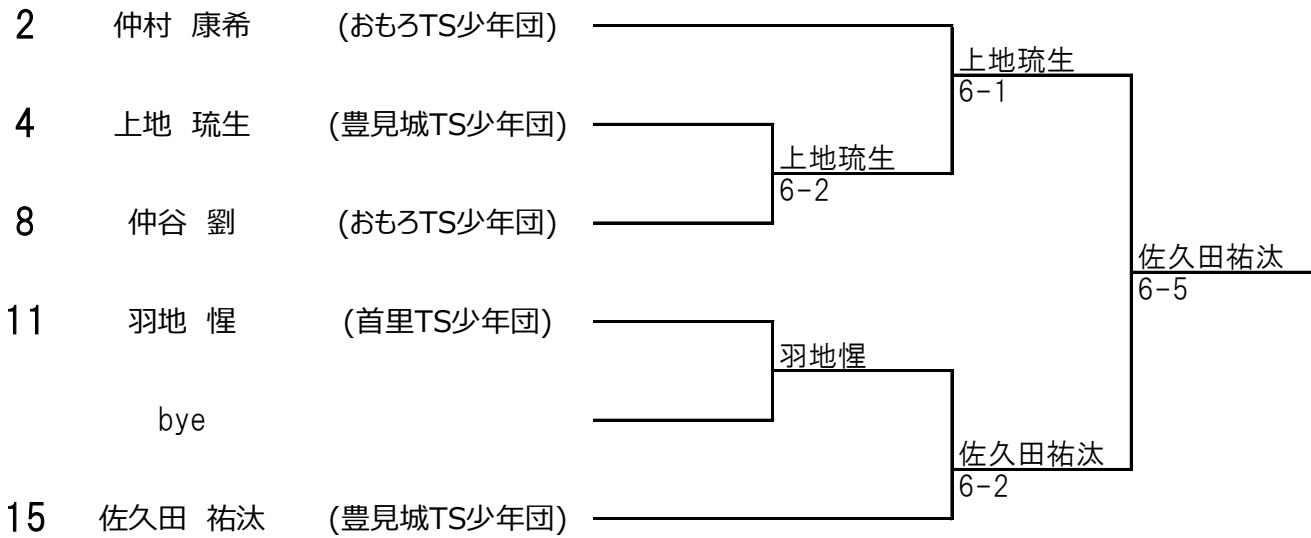 2 仲村 康希 (おもろTS少年団)
上地琉生
6-1
4 上地 琉生 (豊見城TS少年団)
上地琉生
6-2
8 仲谷 劉 (おもろTS少年団)
佐久田祐汰
6-5
11 羽地 惺 (首里TS少年団)
羽地惺
bye
佐久田祐汰
6-2
15 佐久田 祐汰 (豊見城TS少年団)